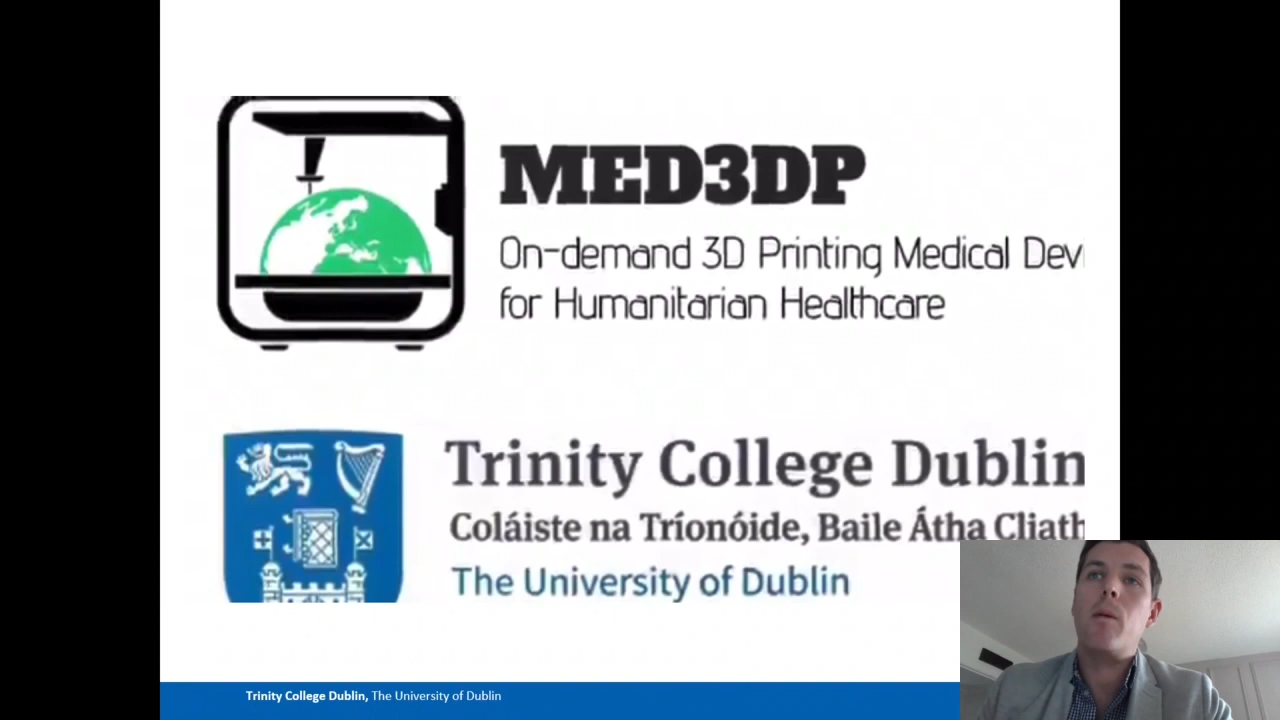 MED3DP
On-demand 3D Printing Medical Dev
for Humanitarian Healthcare
Trinity College Dublin
Coláiste na Tríonóide, Baile Átha Cliath
The University of Dublin
Trinity College Dublin, The University of Dublin